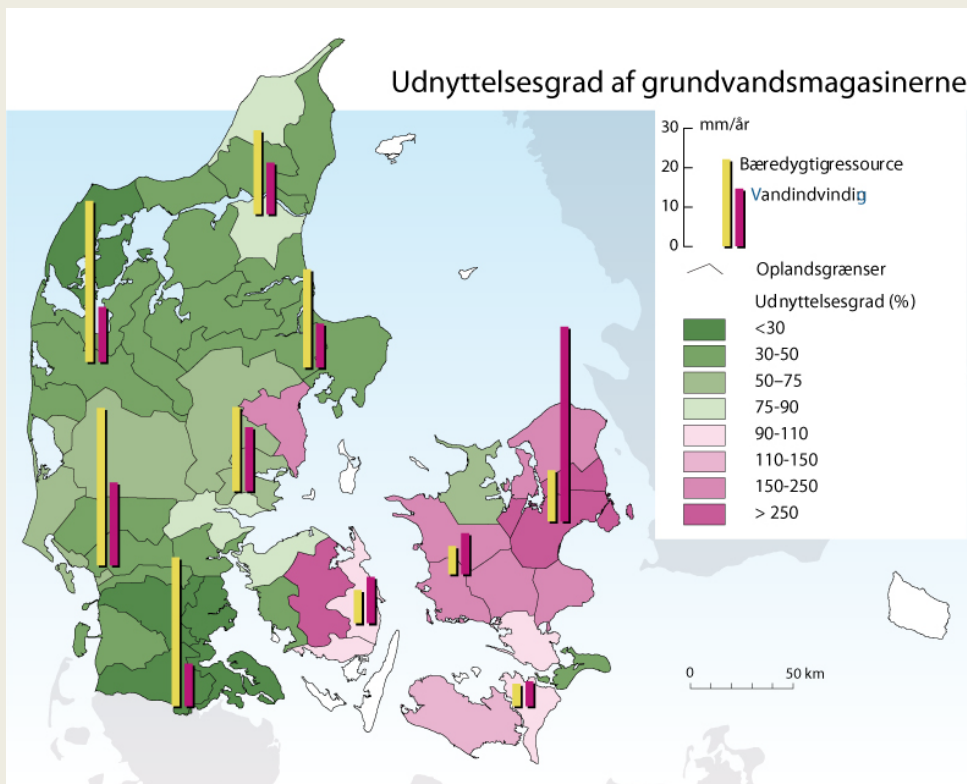 Udnyttelsesgrad af grundvandsmagasinerne
30 mm/år
20
10
0
Bæredygtigressource
Vandindvindig
Oplandsgrænser
Udnyttelsesgrad (%)
<30
30-50
50–75
75-90
90-110
110-150
150-250
> 250
0 50 km